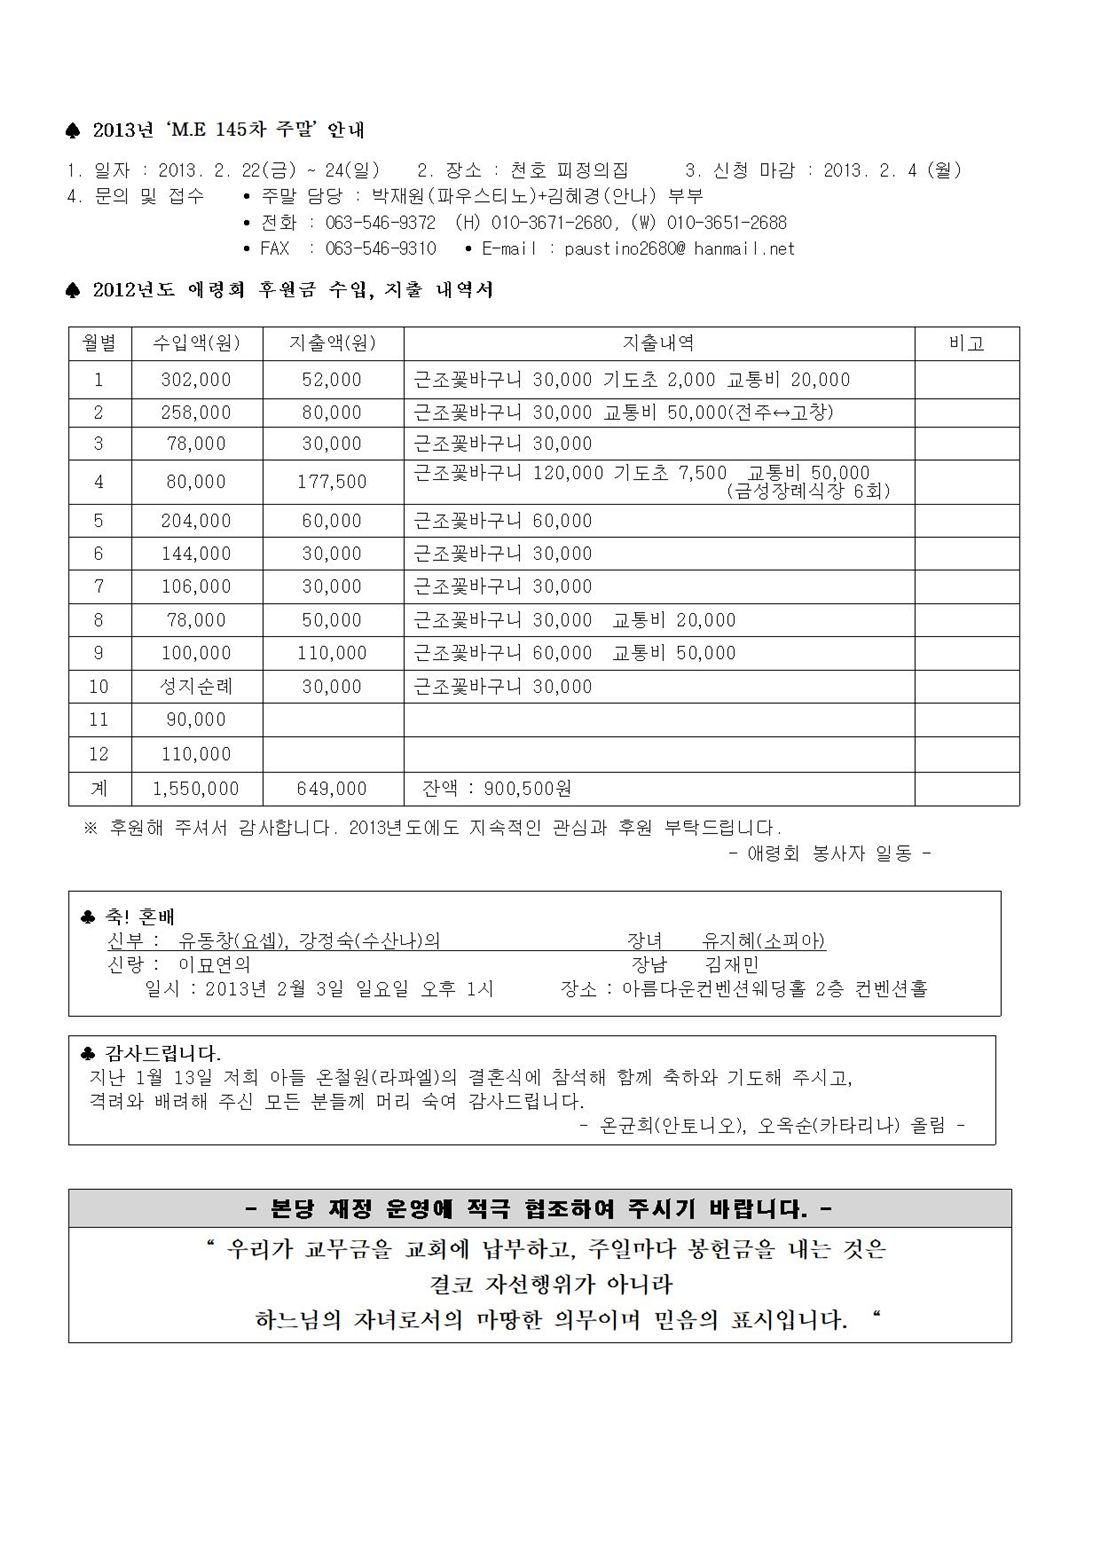 ♠ 2013년 ‘M.E 145차 주말’ 안내
1. 일자 : 2013. 2. 22(금) ~ 24(일) 2. 장소 : 천호 피정의집 3. 신청 마감 : 2013. 2. 4 (월)
4. 문의 및 접수 • 주말 담당 : 박재원(파우스티노)+김혜경(안나) 부부
• 전화 : 063-546-9372 (H) 010-3671-2680, (W) 010-3651-2688
• FAX : 063-546-9310 • E-mail : paustino2680@ hanmail.net
♠ 2012년도 애령회 후원금 수입, 지출 내역서
월별 수입액(원) 지출액(원) 지출내역 비고
1 302,000 52,000 근조꽃바구니 30,000 기도초 2,000 교통비 20,000
2 258,000 80,000 근조꽃바구니 30,000 교통비 50,000(전주↔고창)
3 78,000 30,000 근조꽃바구니 30,000
4 80,000 177,500 근조꽃바구니 120,000 기도초 7,500 교통비 50,000
(금성장례식장 6회)
5 204,000 60,000 근조꽃바구니 60,000
6 144,000 30,000 근조꽃바구니 30,000
7 106,000 30,000 근조꽃바구니 30,000
8 78,000 50,000 근조꽃바구니 30,000 교통비 20,000
9 100,000 110,000 근조꽃바구니 60,000 교통비 50,000
10 성지순례 30,000 근조꽃바구니 30,000
11 90,000
12 110,000
계 1,550,000 649,000 잔액 : 900,500원
※ 후원해 주셔서 감사합니다. 2013년도에도 지속적인 관심과 후원 부탁드립니다.
- 애령회 봉사자 일동 -
♣ 축! 혼배
신부 : 유동창(요셉), 강정숙(수산나)의 장녀 유지혜(소피아)
신랑 : 이묘연의 장남 김재민
일시 : 2013년 2월 3일 일요일 오후 1시 장소 : 아름다운컨벤션웨딩홀 2층 컨벤션홀
♣ 감사드립니다.
지난 1월 13일 저희 아들 온철원(라파엘)의 결혼식에 참석해 함께 축하와 기도해 주시고,
격려와 배려해 주신 모든 분들께 머리 숙여 감사드립니다.
- 온균희(안토니오), 오옥순(카타리나) 올림 -
- 본당 재정 운영에 적극 협조하여 주시기 바랍니다. -
“ 우리가 교무금을 교회에 납부하고, 주일마다 봉헌금을 내는 것은
결코 자선행위가 아니라
하느님의 자녀로서의 마땅한 의무이며 믿음의 표시입니다. “